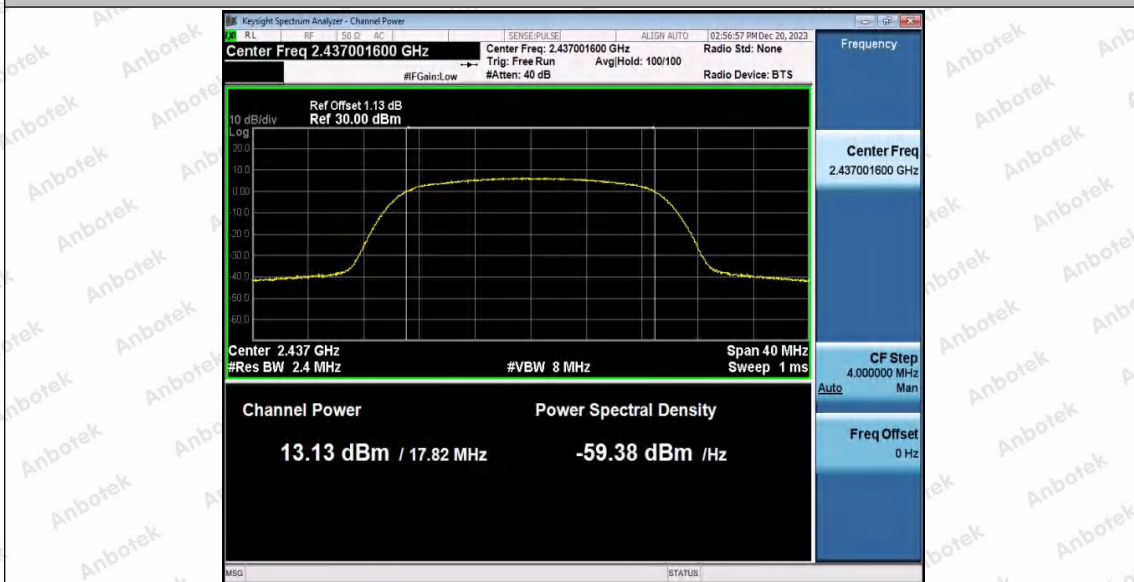 Keysight Spectrum Analyzer - Channel Power
RL RF 50 Ω AC SENSE:PULSE ALIGN AUTO 02:56:57 PM Dec 20, 2023
Center Freq 2.437001600 GHz
#IFGain:Low
Center Freq: 2.437001600 GHz
Trig: Free Run Avg|Hold: 100/100
#Atten: 40 dB
Radio Std: None
Radio Device: BTS
Ref Offset 1.13 dB
10 dB/div Ref 30.00 dBm
Log
20.0
10.0
0.00
-10.0
-20.0
-30.0
-40.0
-50.0
-60.0
Center 2.437 GHz Span 40 MHz
#Res BW 2.4 MHz #VBW 8 MHz Sweep 1 ms
Channel Power Power Spectral Density
13.13 dBm / 17.82 MHz -59.38 dBm /Hz
MSG STATUS
Frequency
Center Freq
2.437001600 GHz
CF Step
4.000000 MHz
Auto Man
Freq Offset
0 Hz
Anbotek